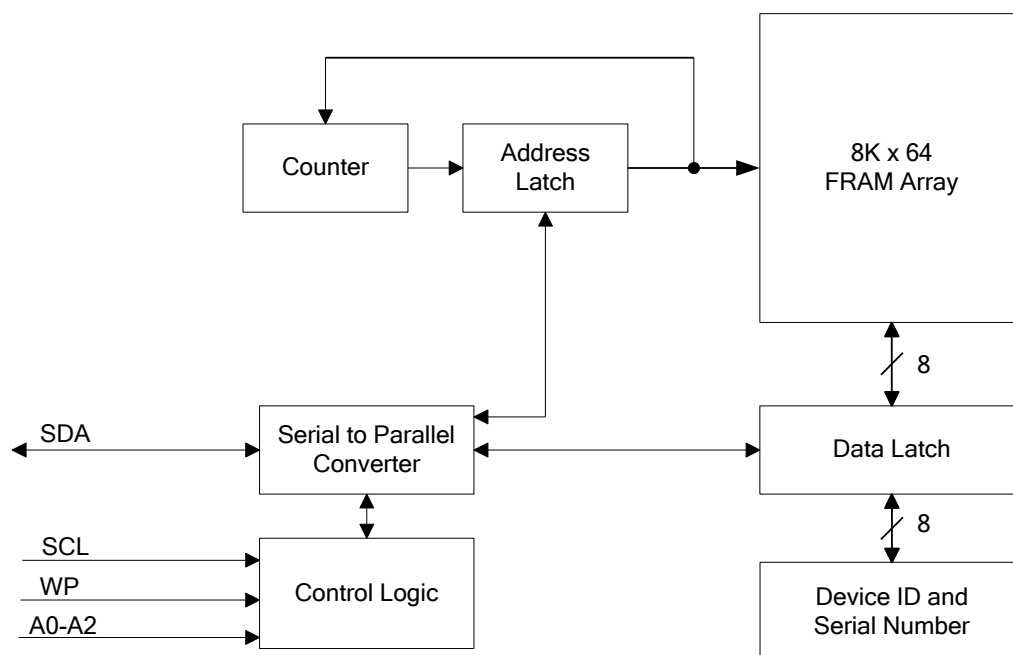 Counter
Address
Latch
8K x 64
FRAM Array
8
SDA
Serial to Parallel
Converter
Data Latch
8
SCL
WP
A0-A2
Control Logic
Device ID and
Serial Number